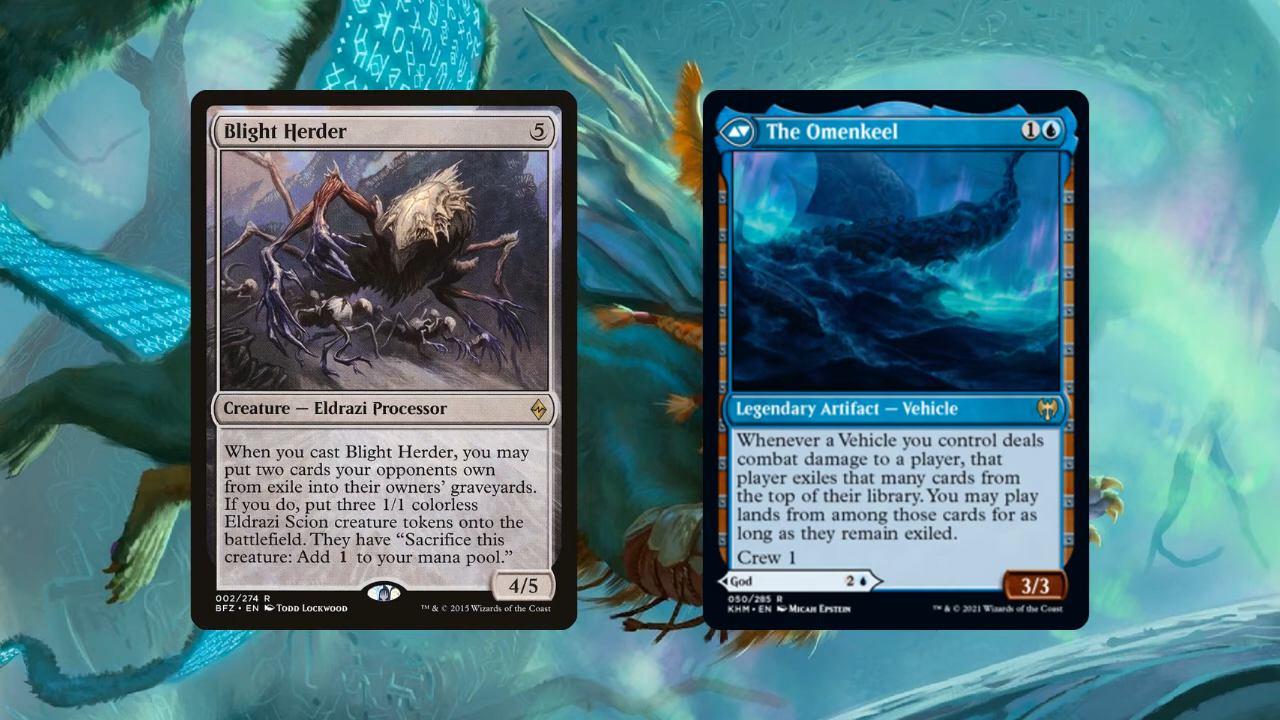 Blight Herder 5
Creature — Eldrazi Processor
When you cast Blight Herder, you may
put two cards your opponents own
from exile into their owners' graveyards.
If you do, put three 1/1 colorless
Eldrazi Scion creature tokens onto the
battlefield. They have “Sacrifice this
creature: Add 1 to your mana pool.”
4/5
002/274 R
BFZ • EN Todd Lockwood
™ & © 2015 Wizards of the Coast
The Omenkeel 1
Legendary Artifact — Vehicle
Whenever a Vehicle you control deals
combat damage to a player, that
player exiles that many cards from
the top of their library. You may play
lands from among those cards for as
long as they remain exiled.
Crew 1
God 2
3/3
050/285 R
KHM • EN Micah Epstein
™ & © 2021 Wizards of the Coast